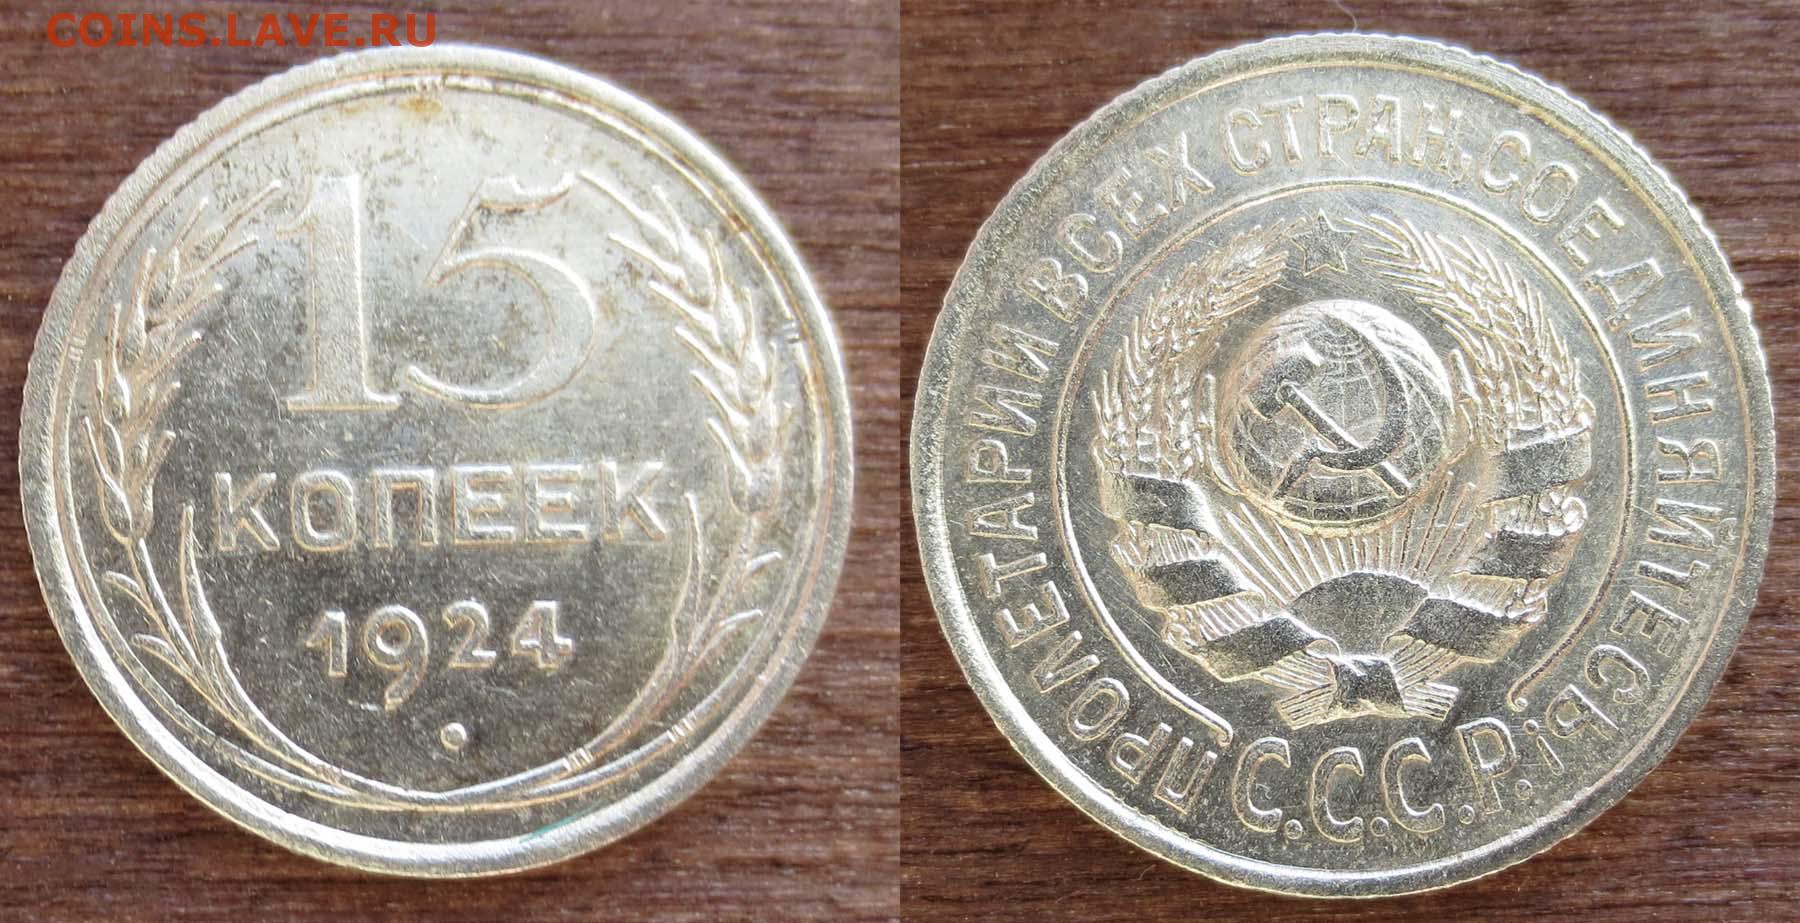 COINS.LAVE.RU
15
КОПЕЕК
1924
ПРОЛЕТАРИИ ВСЕХ СТРАН, СОЕДИНЯЙТЕСЬ!
С.С.С.Р.